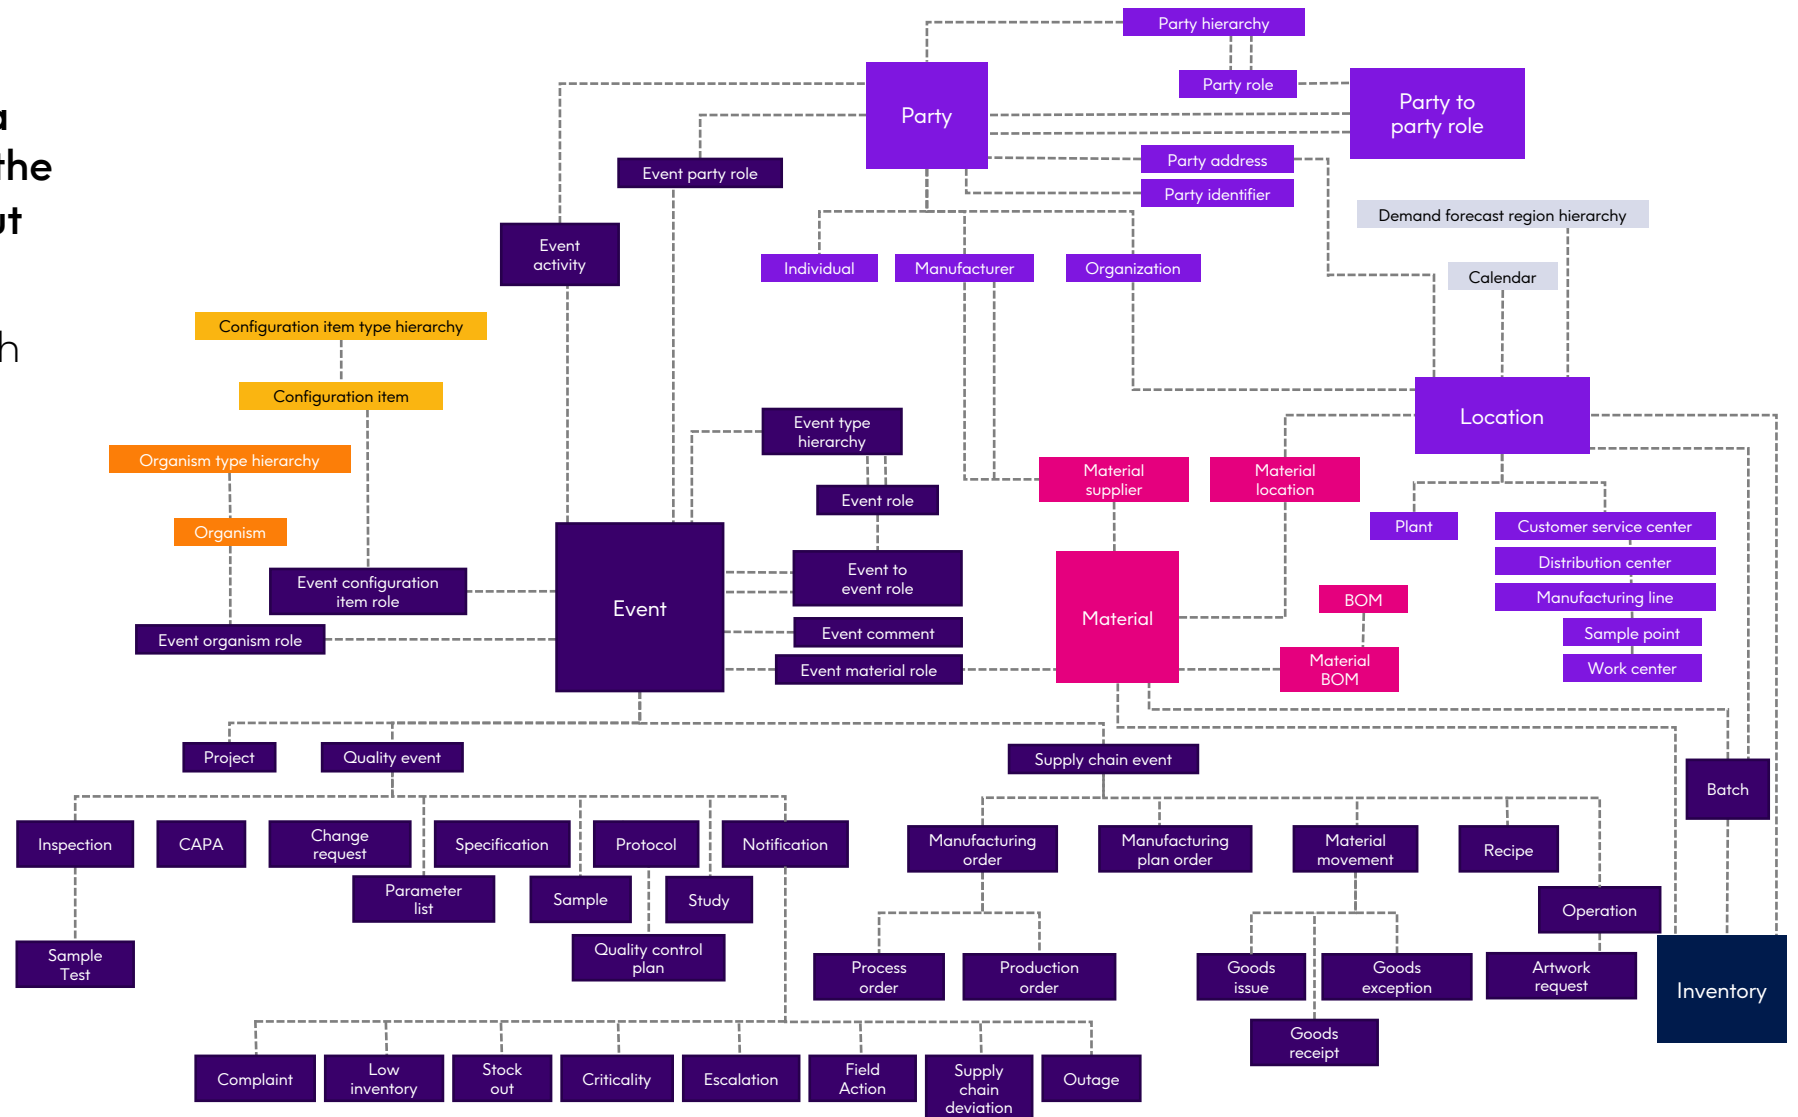 Party hierarchy
Party role
Party
Party to
party role
a
the
ut
h
Event party role
Party address
Party identifier
Demand forecast region hierarchy
Event
activity
Individual
Manufacturer
Organization
Calendar
Configuration item type hierarchy
Configuration item
Event type
hierarchy
Location
Organism type hierarchy
Material
supplier
Material
location
Event role
Organism
Plant
Customer service center
Distribution center
Manufacturing line
Sample point
Work center
Event configuration
item role
Event to
event role
Event
Material
BOM
Event organism role
Event comment
Event material role
Material
BOM
Project
Quality event
Supply chain event
Batch
Inspection
CAPA
Change
request
Specification
Protocol
Notification
Manufacturing
order
Manufacturing
plan order
Material
movement
Recipe
Parameter
list
Sample
Study
Operation
Sample
Test
Quality control
plan
Process
order
Production
order
Goods
issue
Goods
exception
Artwork
request
Inventory
Goods
receipt
Complaint
Low
inventory
Stock
out
Criticality
Escalation
Field
Action
Supply
chain
deviation
Outage